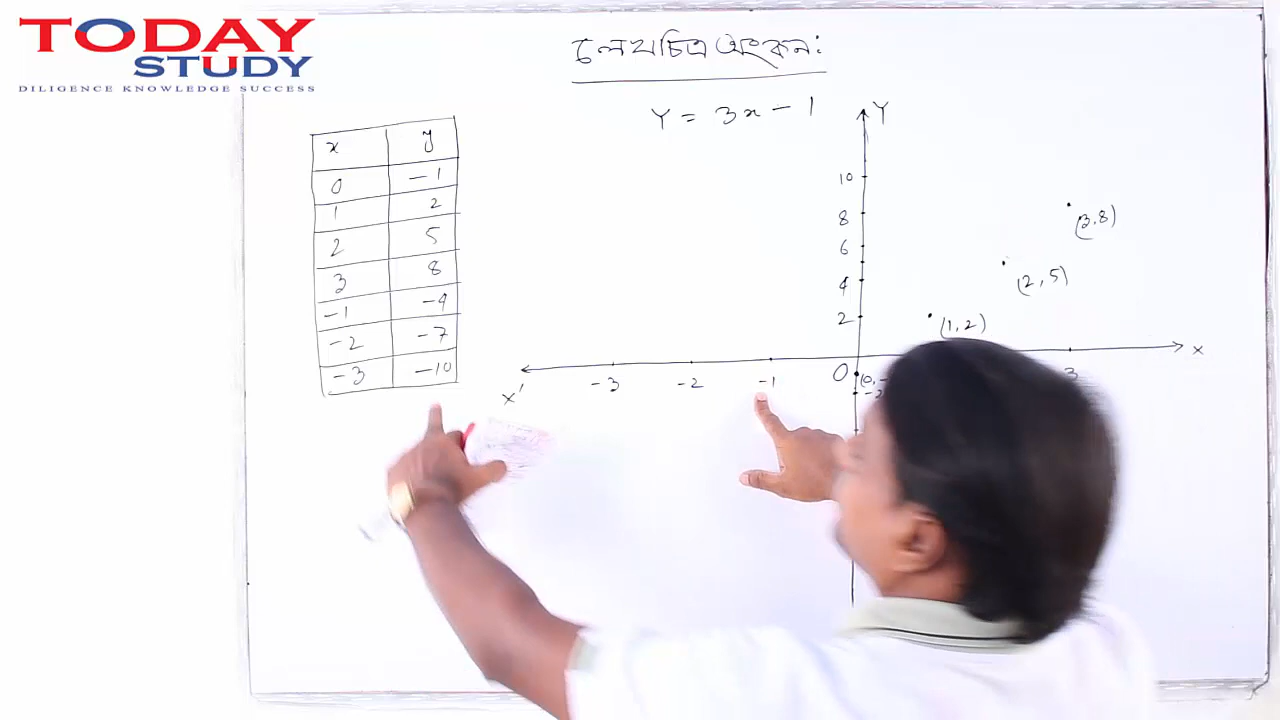 TODAY
STUDY
DILIGENCE KNOWLEDGE SUCCESS
লেখচিত্র অংকন:
Y = 3x - 1
x y
0 -1
1 2
2 5
3 8
-1 -4
-2 -7
-3 -10
Y
10
8
6
4
2
(3,8)
(2,5)
(1,2)
X' -3 -2 -1 O 3 X
(0,-